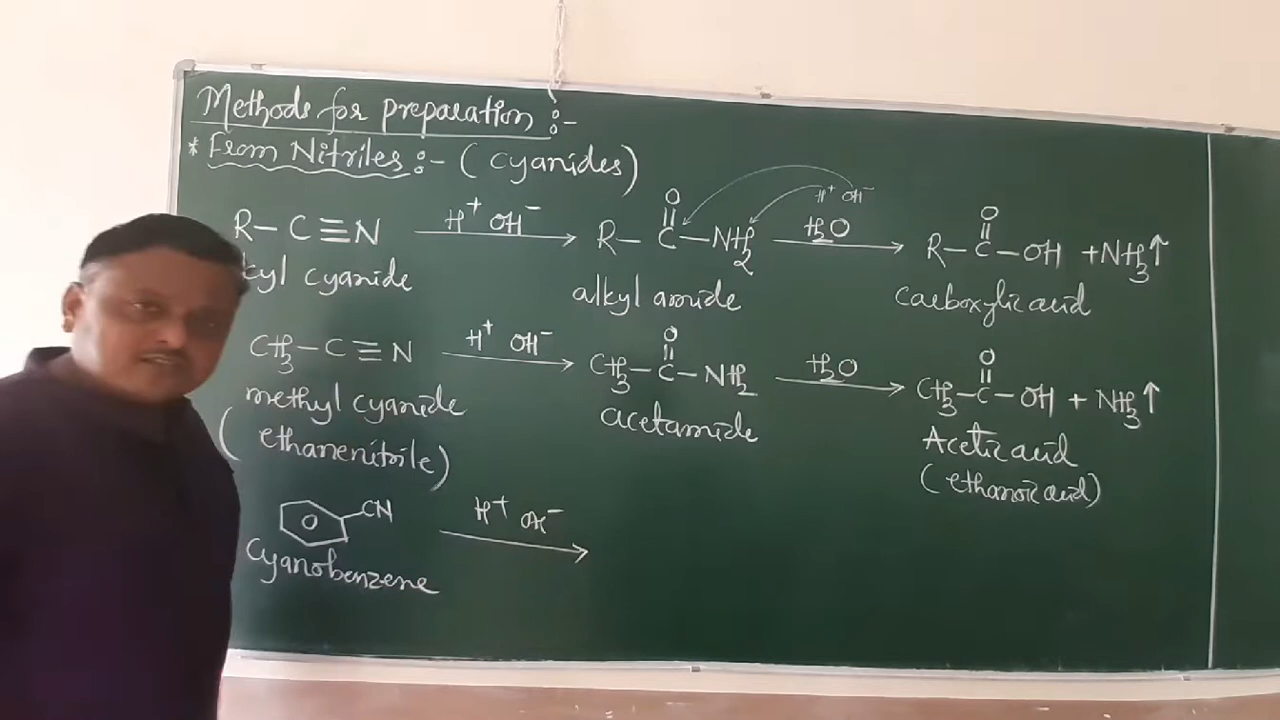 Methods for preparation :-
* From Nitriles :- (cyanides)
O H⁺ OH⁻
R-C≡N H⁺ OH⁻ R-C-NH₂ H₂O R-C-OH + NH₃↑
O
kyl cyanide alkyl amide carboxylic acid
CH₃-C≡N H⁺ OH⁻ CH₃-C-NH₂ H₂O CH₃-C-OH + NH₃↑
O O
methyl cyanide acetamide Acetic acid
(ethanenitrile) (ethanoic acid)
CN H⁺ OH⁻
Cyanobenzene